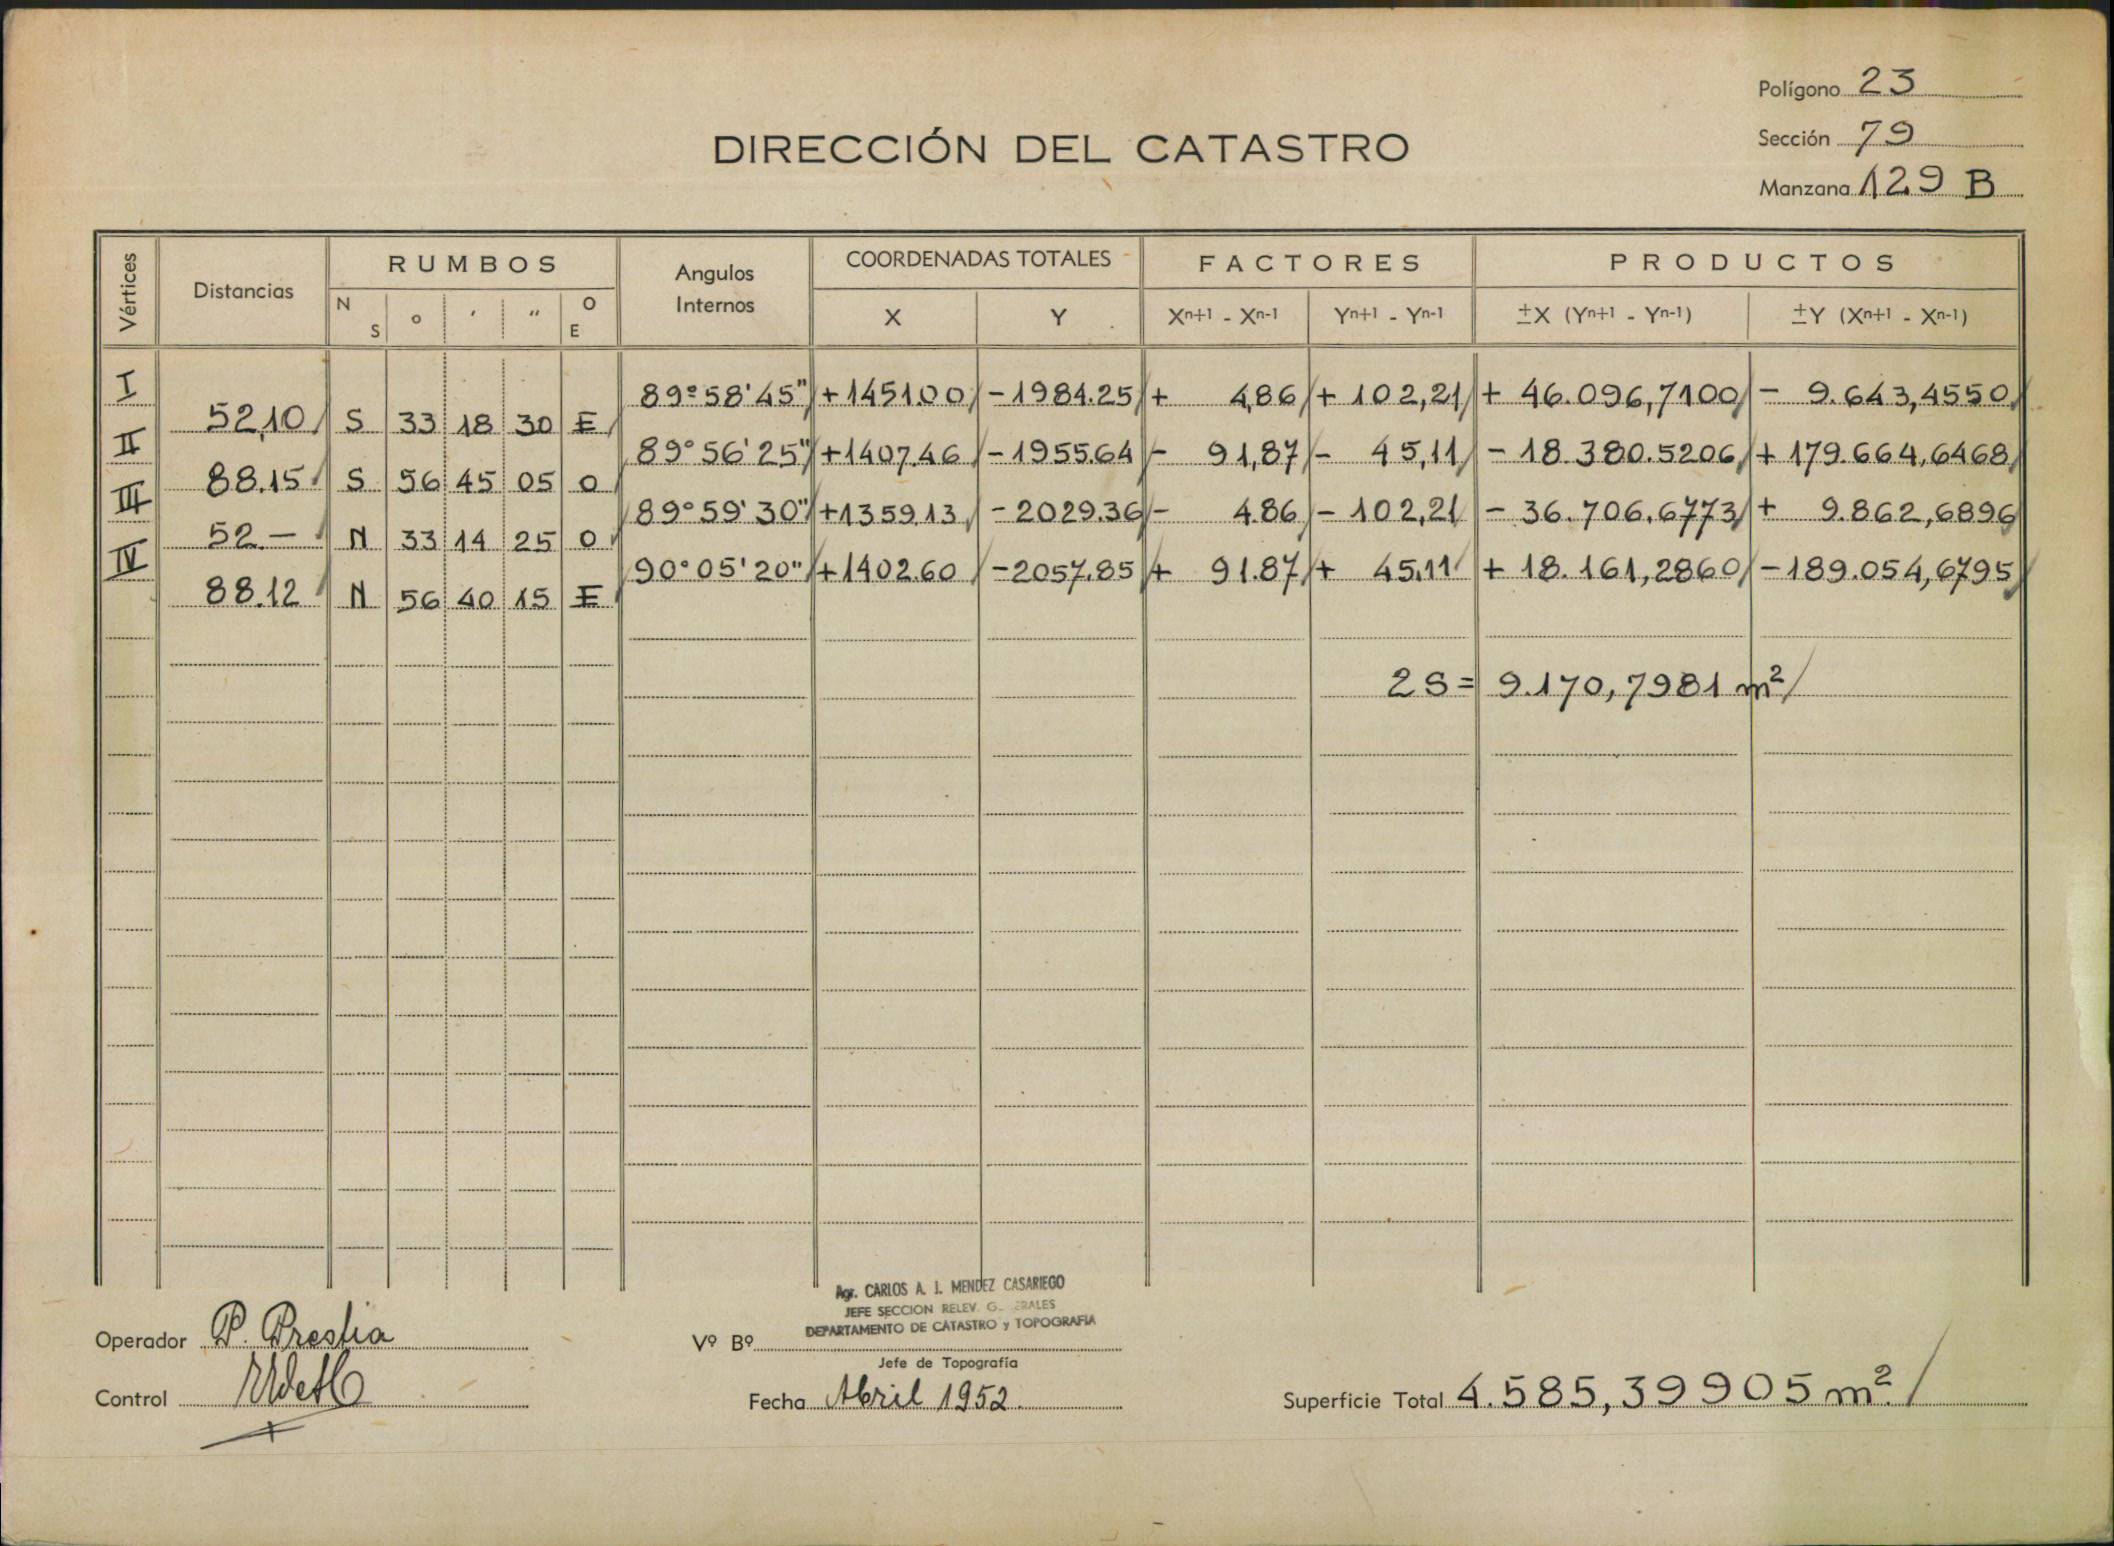 Polígono 23
DIRECCIÓN DEL CATASTRO
Sección 79
Manzana 129 B
Vértices Distancias RUMBOS Angulos Internos COORDENADAS TOTALES FACTORES PRODUCTOS
N S o ' " O E X Y Xn+1 - Xn-1 Yn+1 - Yn-1 ±X (Yn+1 - Yn-1) ±Y (Xn+1 - Xn-1)
I 89º58'45" +1451.00 -1984.25 + 4,86 + 102,21 + 46.096,7100 - 9.643,4550
52,10 S 33 18 30 E
II 89°56'25" +1407.46 -1955.64 - 91,87 - 45,11 - 18.380.5206 + 179.664,6468
88.15 S 56 45 05 O
III 89°59'30" +1359.13 -2029.36 - 4.86 - 102,21 - 36.706.6773 + 9.862,6896
52.- N 33 14 25 O
IV 90°05'20" +1402.60 -2057.85 + 91.87 + 45.11 + 18.161,2860 -189.054,6795
88.12 N 56 40 15 E
2S = 9.170,7981 m²
Agr. CARLOS A. J. MENDEZ CASARIEGO
JEFE SECCION RELEV.
DEPARTAMENTO DE CATASTRO y TOPOGRAFIA
Operador P. Prestia
Vº Bº
Jefe de Topografía
Control
Fecha Abril 1952.
Superficie Total 4.585,39905 m².